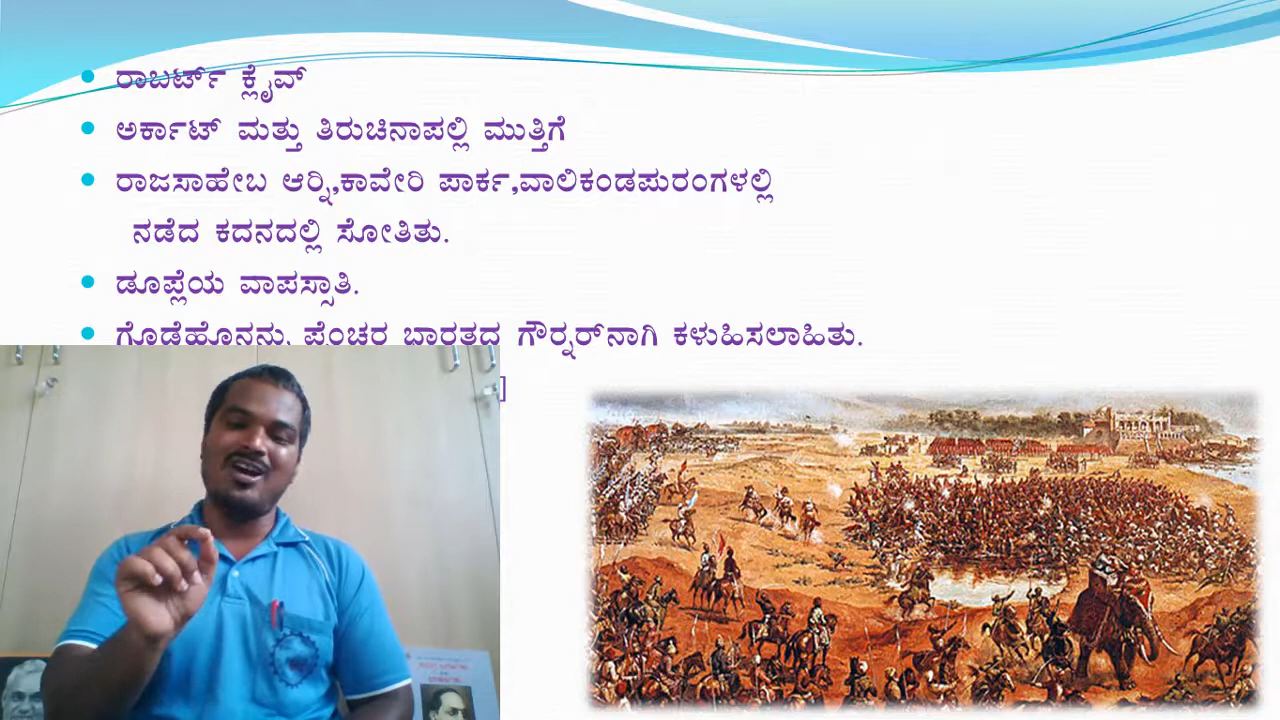 ರಾಬರ್ಟ್ ಕ್ಲೈವ್
ಅರ್ಕಾಟ್ ಮತ್ತು ತಿರುಚಿನಾಪಲ್ಲಿ ಮುತ್ತಿಗೆ
ರಾಜಸಾಹೇಬ ಆರ‍್ನಿ,ಕಾವೇರಿ ಪಾರ್ಕ,ವಾಲಿಕಂಡಪುರಂಗಳಲ್ಲಿ
ನಡೆದ ಕದನದಲ್ಲಿ ಸೋತಿತು.
ಡೂಪ್ಲೆಯ ವಾಪಸ್ಸಾತಿ.
ಗೊಡೆಹೊನನ್ನು ಪೆಂಚರ ಬಾರತದ ಗೌರ‍್ನರ್‌ನಾಗಿ ಕಳುಹಿಸಲಾಹಿತು.
]